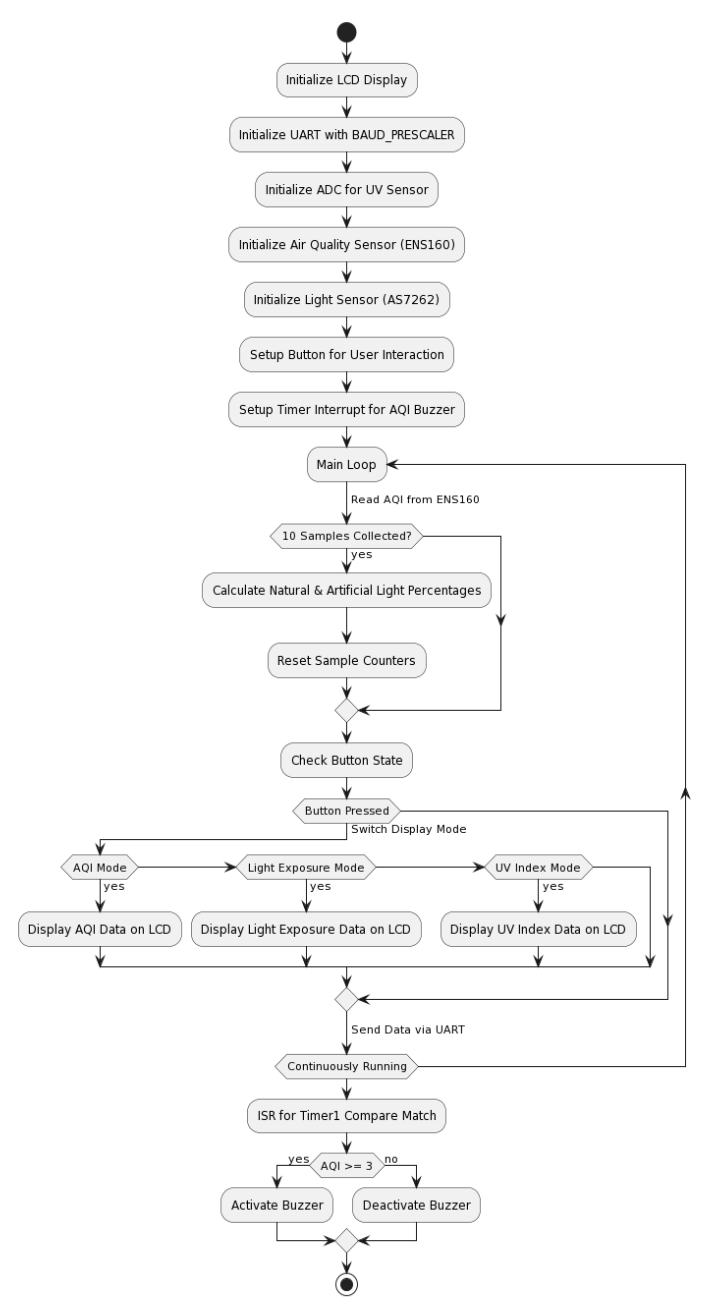 Initialize LCD Display
Initialize UART with BAUD_PRESCALER
Initialize ADC for UV Sensor
Initialize Air Quality Sensor (ENS160)
Initialize Light Sensor (AS7262)
Setup Button for User Interaction
Setup Timer Interrupt for AQI Buzzer
Main Loop
Read AQI from ENS160
10 Samples Collected?
yes
Calculate Natural & Artificial Light Percentages
Reset Sample Counters
Check Button State
Button Pressed
Switch Display Mode
AQI Mode
Light Exposure Mode
UV Index Mode
yes
yes
yes
Display AQI Data on LCD
Display Light Exposure Data on LCD
Display UV Index Data on LCD
Send Data via UART
Continuously Running
ISR for Timer1 Compare Match
yes
AQI >= 3
no
Activate Buzzer
Deactivate Buzzer